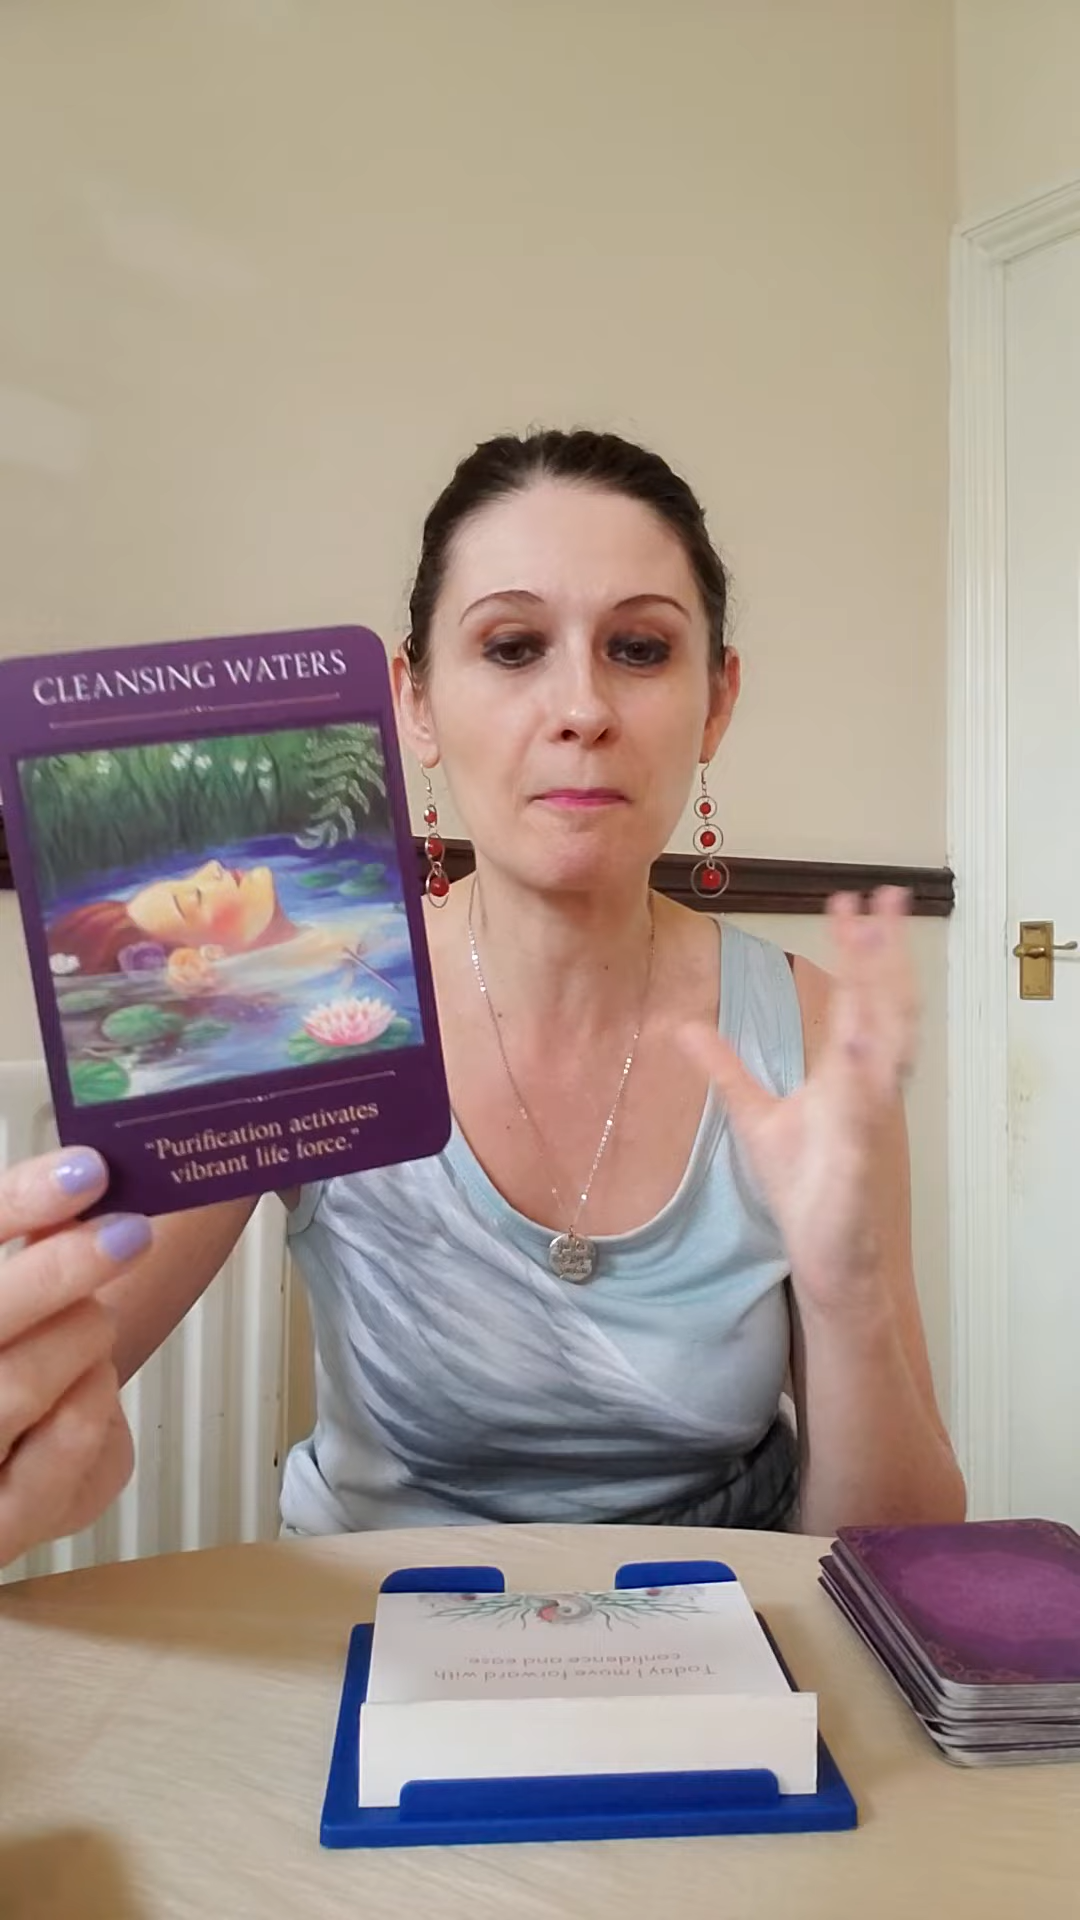 CLEANSING WATERS
"Purification activates
vibrant life force."
Today I move forward with
confidence and ease.